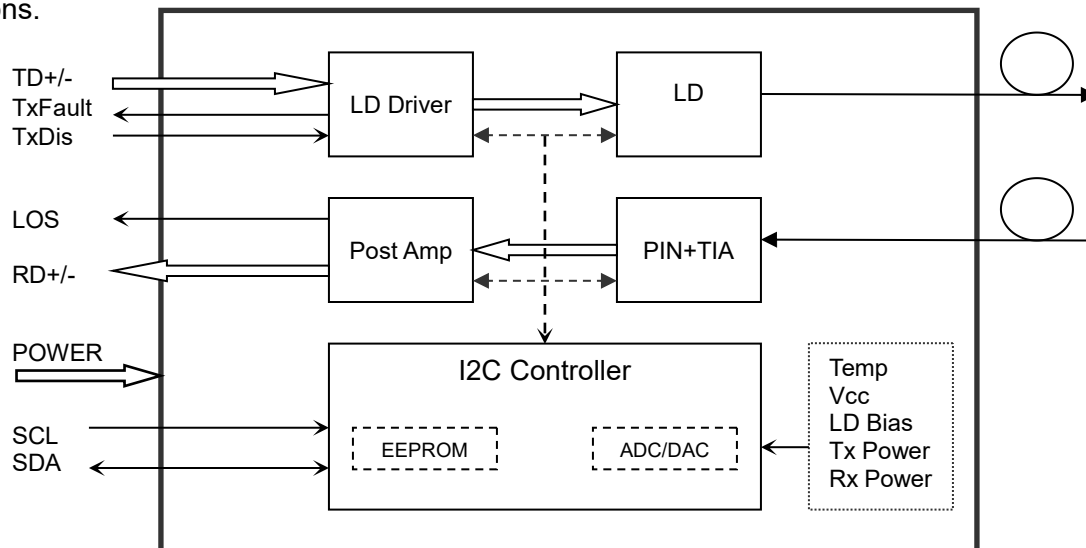 ons.
TD+/-
TxFault
TxDis
LD Driver
LD
LOS
RD+/-
Post Amp
PIN+TIA
POWER
SCL
SDA
I2C Controller
EEPROM
ADC/DAC
Temp
Vcc
LD Bias
Tx Power
Rx Power